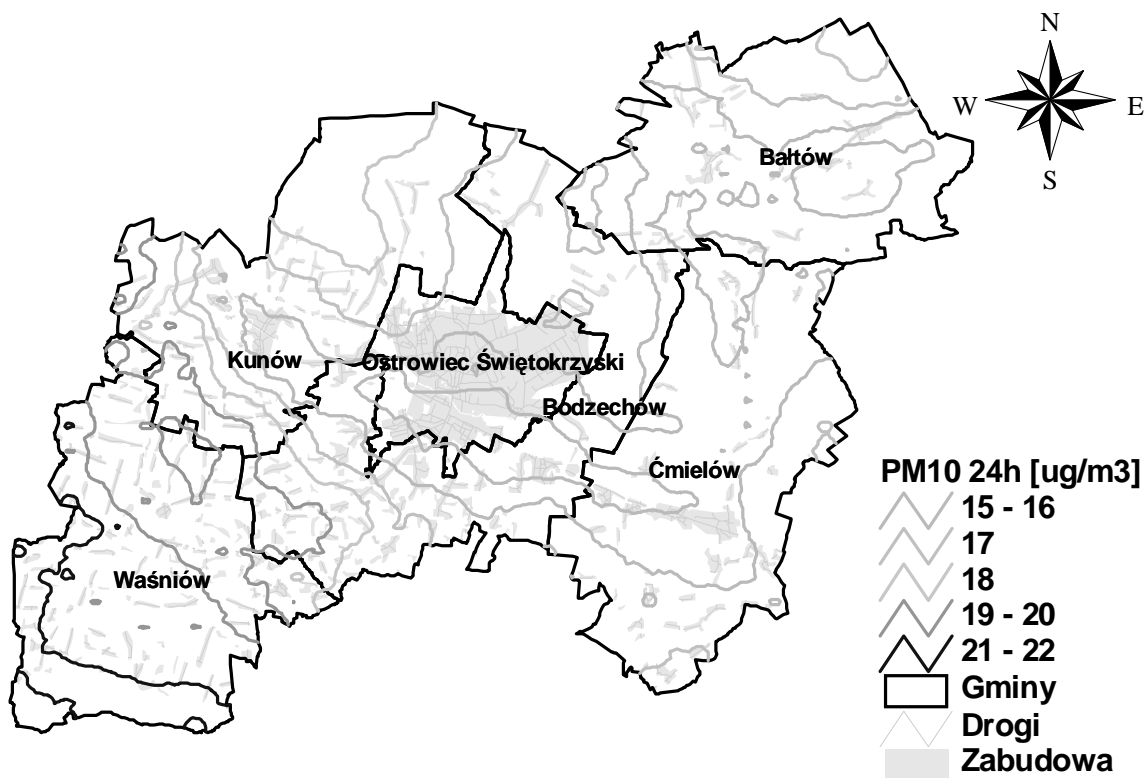 N
W E
S
Bałtów
Kunów
Ostrowiec Świętokrzyski
Bodzechów
Ćmielów
Waśniów
PM10 24h [ug/m3]
15 - 16
17
18
19 - 20
21 - 22
Gminy
Drogi
Zabudowa